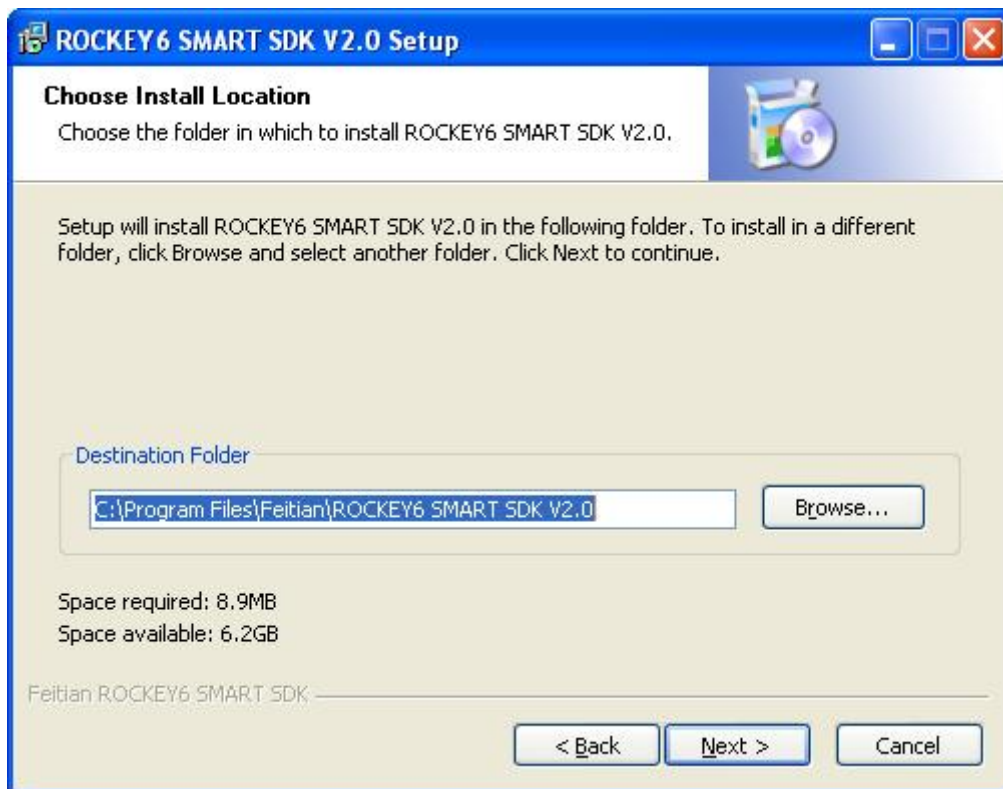 ROCKEY6 SMART SDK V2.0 Setup
Choose Install Location
Choose the folder in which to install ROCKEY6 SMART SDK V2.0.
Setup will install ROCKEY6 SMART SDK V2.0 in the following folder. To install in a different
folder, click Browse and select another folder. Click Next to continue.
Destination Folder
C:\Program Files\Feitian\ROCKEY6 SMART SDK V2.0
Browse...
Space required: 8.9MB
Space available: 6.2GB
Feitian ROCKEY6 SMART SDK
< Back
Next >
Cancel